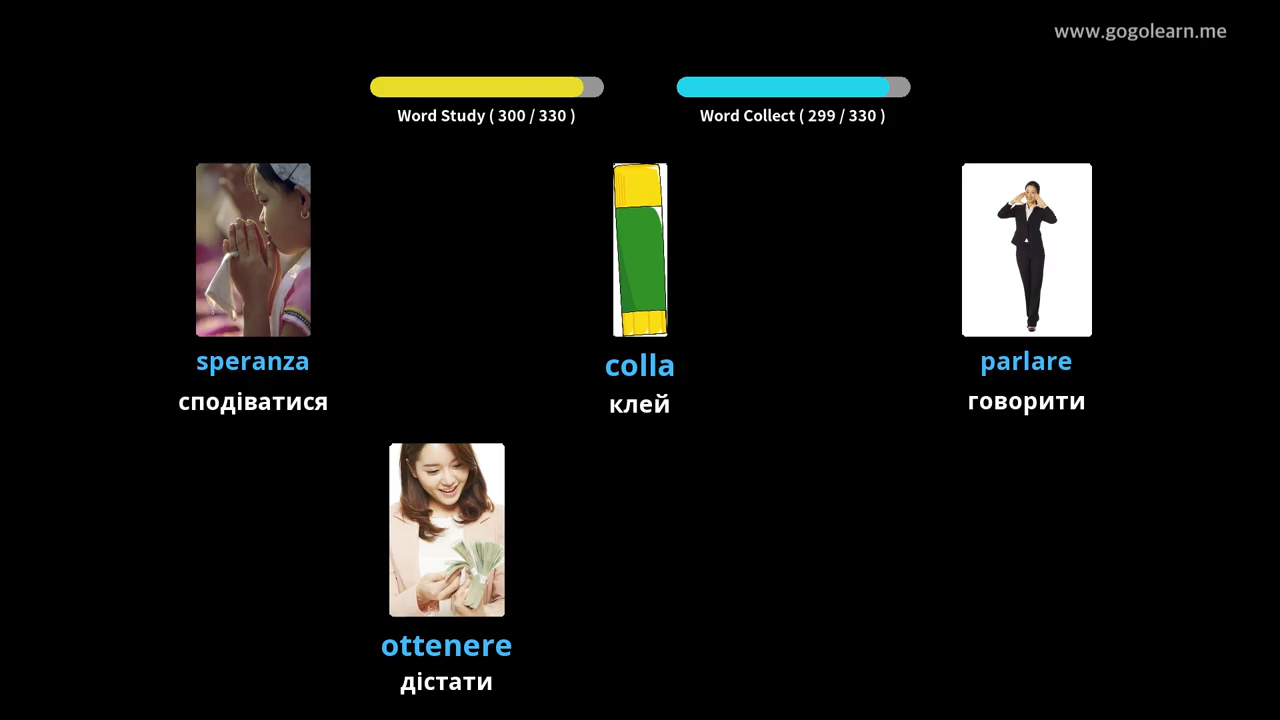 www.gogolearn.me
Word Study ( 300 / 330 )
Word Collect ( 299 / 330 )
speranza
сподіватися
colla
клей
parlare
говорити
ottenere
дістати